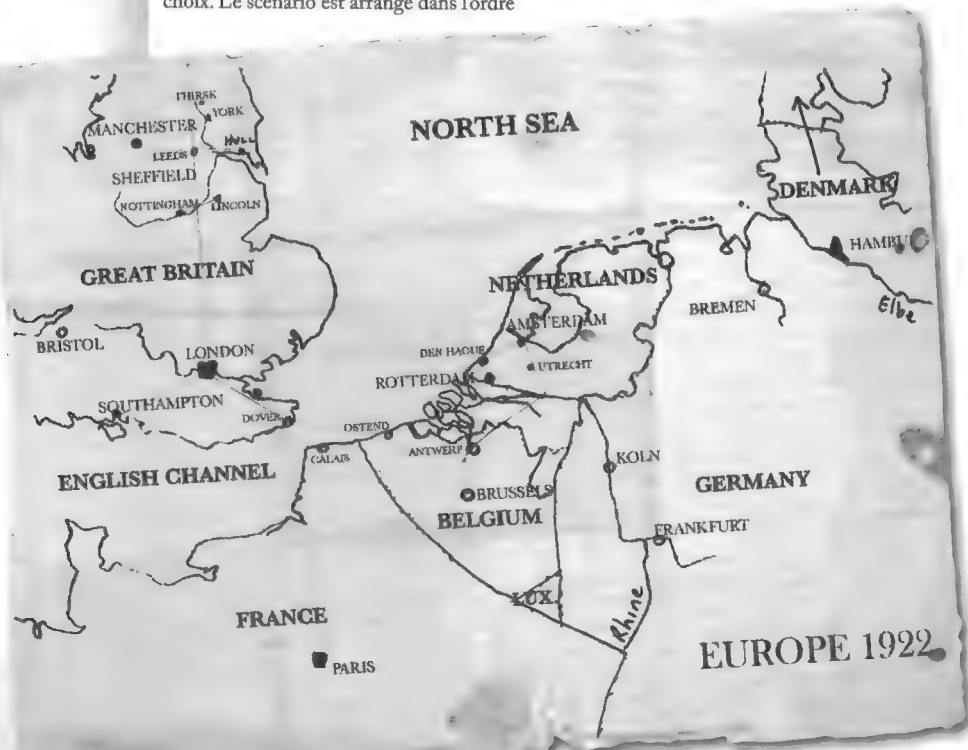 choix. Le scénario est arrangé dans l'ordre
THIRSK
YORK
MANCHESTER
HULL
LEEDS
SHEFFIELD
NOTTINGHAM
LINCOLN
NORTH SEA
DENMARK
HAMBU
Elbe
GREAT BRITAIN
NETHERLANDS
BREMEN
AMSTERDAM
BRISTOL
LONDON
DEN HAGUE
UTRECHT
ROTTERDAM
SOUTHAMPTON
DOVER
OSTEND
CALAIS
ANTWERP
KOLN
ENGLISH CHANNEL
BRUSSELS
GERMANY
BELGIUM
FRANKFURT
LUX.
Rhine
FRANCE
PARIS
EUROPE 1922